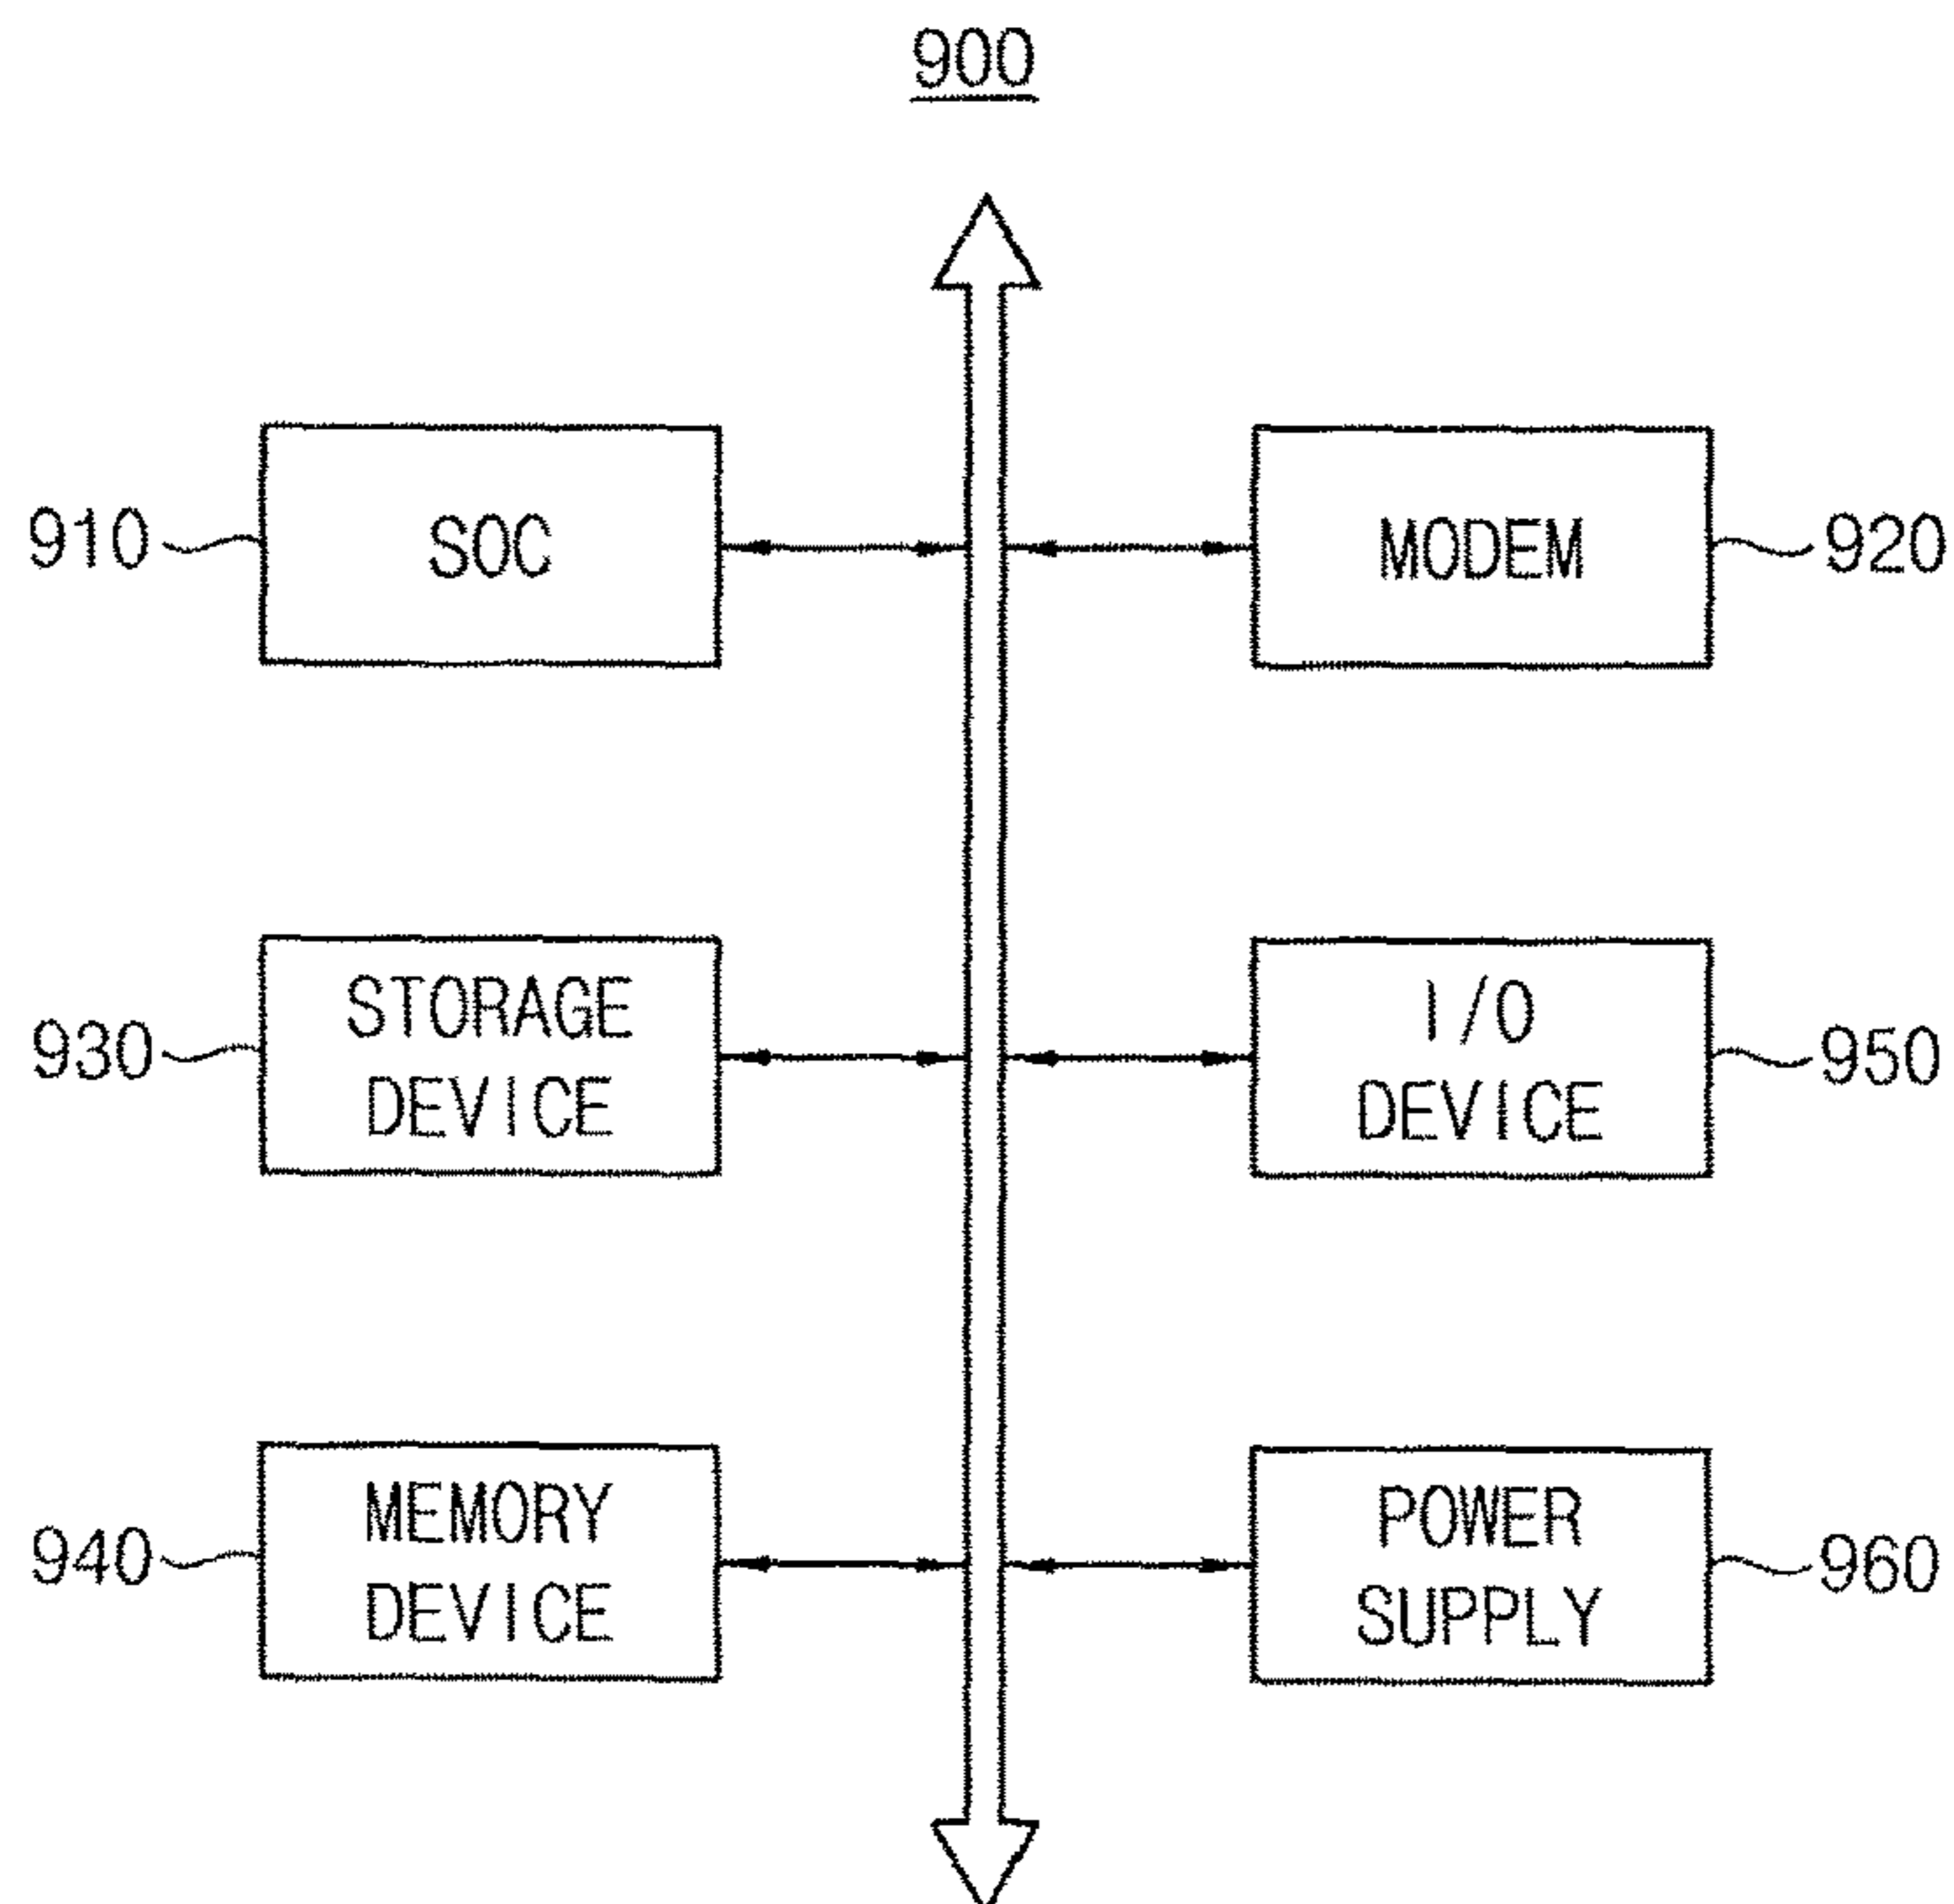 900
910
SOC
MODEM
920
930
STORAGE
DEVICE
I/O
DEVICE
950
940
MEMORY
DEVICE
POWER
SUPPLY
960